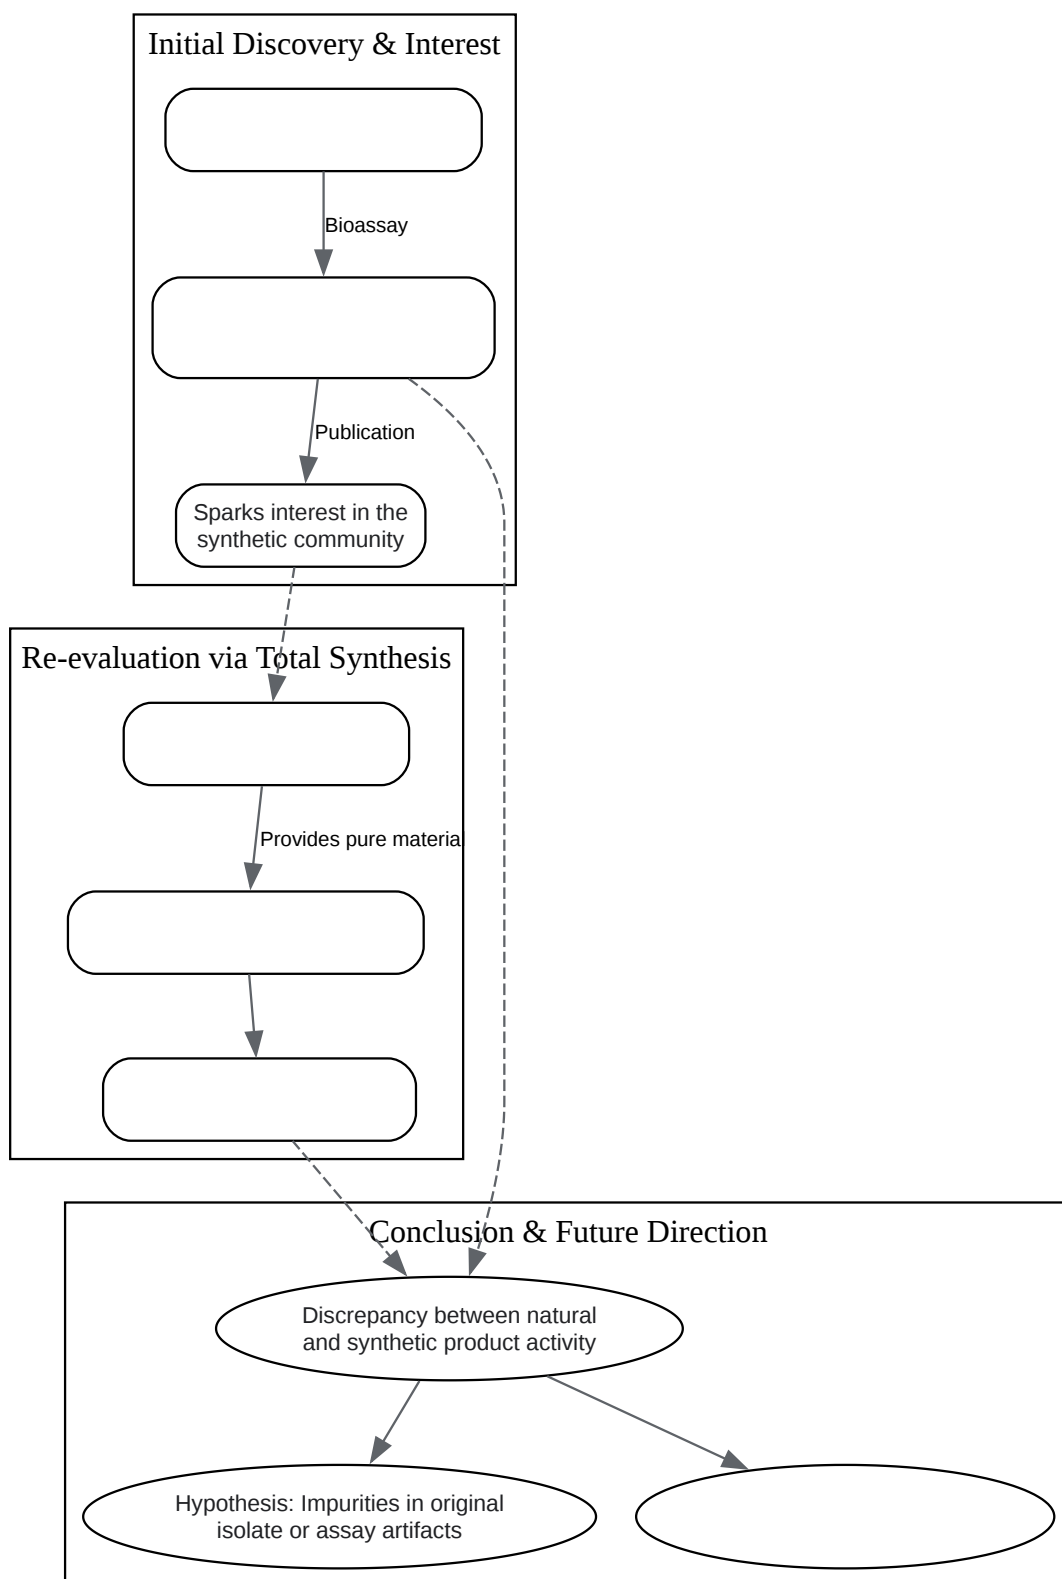 Initial Discovery & Interest
Bioassay
Publication
Sparks interest in the
synthetic community
Re-evaluation via Total Synthesis
Provides pure material
Conclusion & Future Direction
Discrepancy between natural
and synthetic product activity
Hypothesis: Impurities in original
isolate or assay artifacts